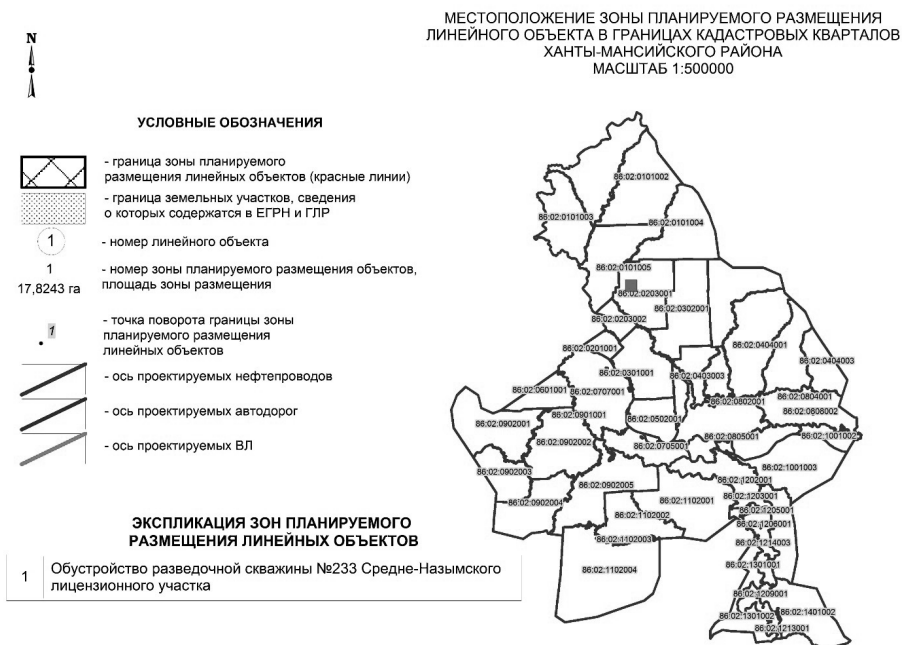 МЕСТОПОЛОЖЕНИЕ ЗОНЫ ПЛАНИРУЕМОГО РАЗМЕЩЕНИЯ
ЛИНЕЙНОГО ОБЪЕКТА В ГРАНИЦАХ КАДАСТРОВЫХ КВАРТАЛОВ
ХАНТЫ-МАНСИЙСКОГО РАЙОНА
МАСШТАБ 1:500000
N
УСЛОВНЫЕ ОБОЗНАЧЕНИЯ
- граница зоны планируемого
размещения линейных объектов (красные линии)
- граница земельных участков, сведения
о которых содержатся в ЕГРН и ГЛР
1
- номер линейного объекта
1
17,8243 га
- номер зоны планируемого размещения объектов,
площадь зоны размещения
1
- точка поворота границы зоны
планируемого размещения
линейных объектов
- ось проектируемых нефтепроводов
- ось проектируемых автодорог
- ось проектируемых ВЛ
ЭКСПЛИКАЦИЯ ЗОН ПЛАНИРУЕМОГО
РАЗМЕЩЕНИЯ ЛИНЕЙНЫХ ОБЪЕКТОВ
1
Обустройство разведочной скважины №233 Средне-Назымского
лицензионного участка
86:02:0101002
86:02:0101003
86:02:0101004
86:02:0101005
86:02:0203001
86:02:0302001
86:02:0203002
86:02:0201001
86:02:0404001
86:02:0404003
86:02:0301001
86:02:0403003
86:02:0601001
86:02:0707001
86:02:0804001
86:02:0802001
86:02:0808002
86:02:0901001
86:02:0502001
86:02:0902001
86:02:0805001
86:02:1001002
86:02:0902002
86:02:0705001
86:02:1001003
86:02:0902003
86:02:1202001
86:02:0902005
86:02:1203001
86:02:0902004
86:02:1102001
86:02:1205001
86:02:1102002
86:02:1206001
86:02:1102003
86:02:1214003
86:02:1301001
86:02:1102004
86:02:1209001
86:02:1301002
86:02:1401002
86:02:1213001